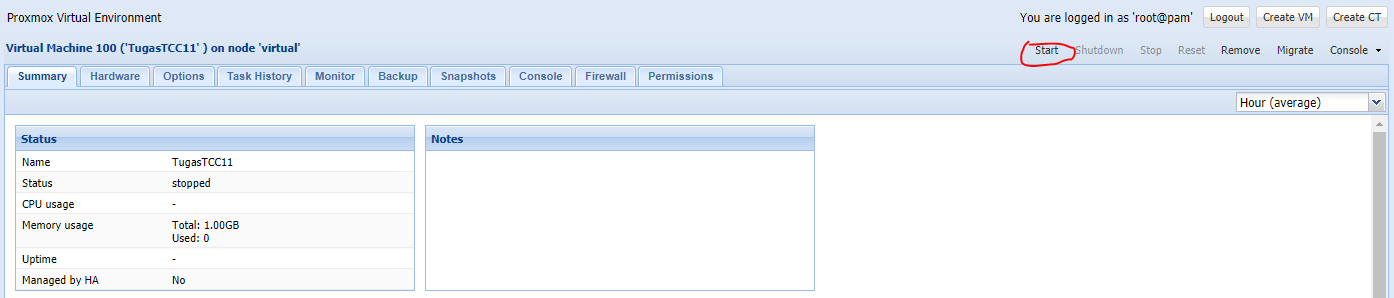 Proxmox Virtual Environment
You are logged in as 'root@pam' Logout Create VM Create CT
Virtual Machine 100 ('TugasTCC11' ) on node 'virtual'
Start Shutdown Stop Reset Remove Migrate Console
Summary Hardware Options Task History Monitor Backup Snapshots Console Firewall Permissions
Hour (average)
Status
Name TugasTCC11
Status stopped
CPU usage -
Memory usage Total: 1.00GB
Used: 0
Uptime -
Managed by HA No
Notes